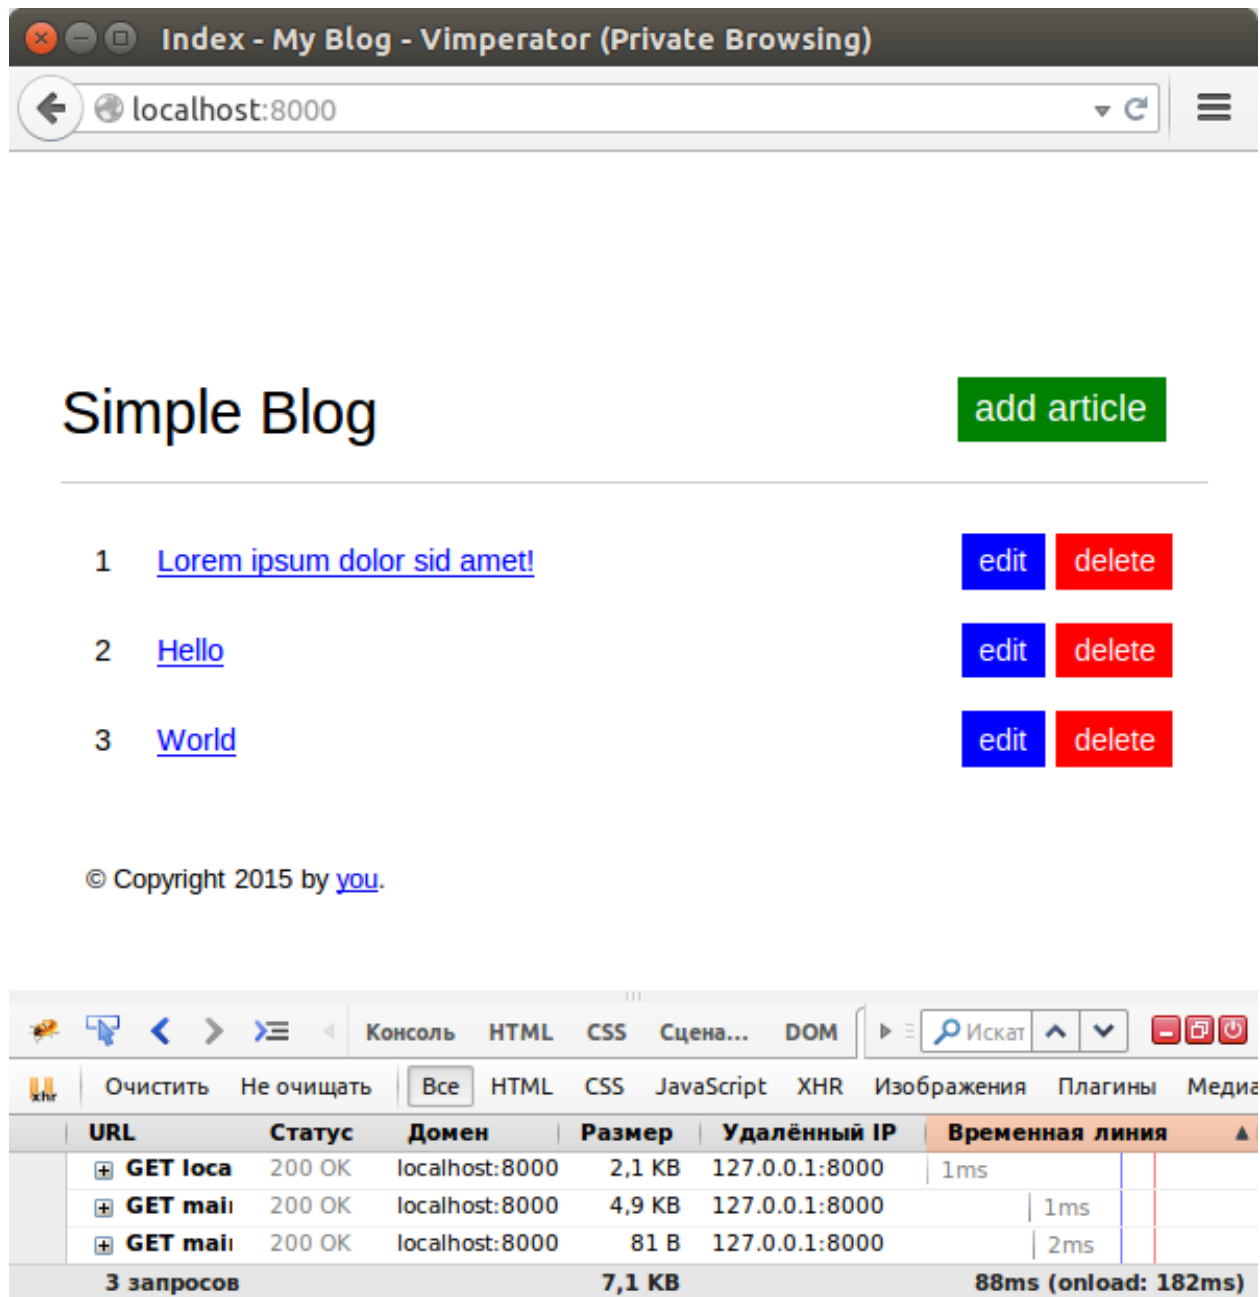 Index - My Blog - Vimperator (Private Browsing)
localhost:8000
Simple Blog
add article
1 Lorem ipsum dolor sid amet! edit delete
2 Hello edit delete
3 World edit delete
© Copyright 2015 by you.
Консоль HTML CSS Сцена... DOM Искат
xhr Очистить Не очищать Все HTML CSS JavaScript XHR Изображения Плагины Медиа
URL Статус Домен Размер Удалённый IP Временная линия
GET loca 200 OK localhost:8000 2,1 KB 127.0.0.1:8000 1ms
GET mai 200 OK localhost:8000 4,9 KB 127.0.0.1:8000 1ms
GET mai 200 OK localhost:8000 81 B 127.0.0.1:8000 2ms
3 запросов 7,1 KB 88ms (onload: 182ms)